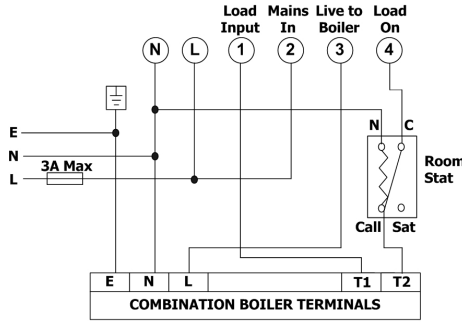 Load Mains Live to Load
Input In Boiler On
N L 1 2 3 4
E
N
3A Max
L
N C
Room
Stat
Call Sat
E N L T1 T2
COMBINATION BOILER TERMINALS